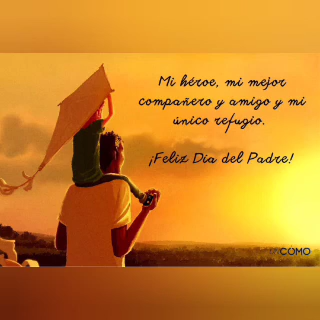 Mi héroe, mi mejor
compañero y amigo y mi
único refugio.
¡Feliz Día del Padre!
COMO